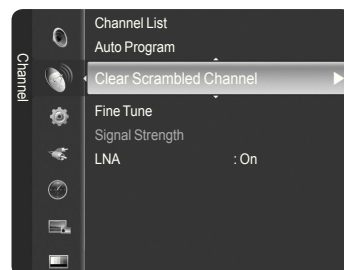 Channel
Channel List
Auto Program
Clear Scrambled Channel
Fine Tune
Signal Strength
LNA : On